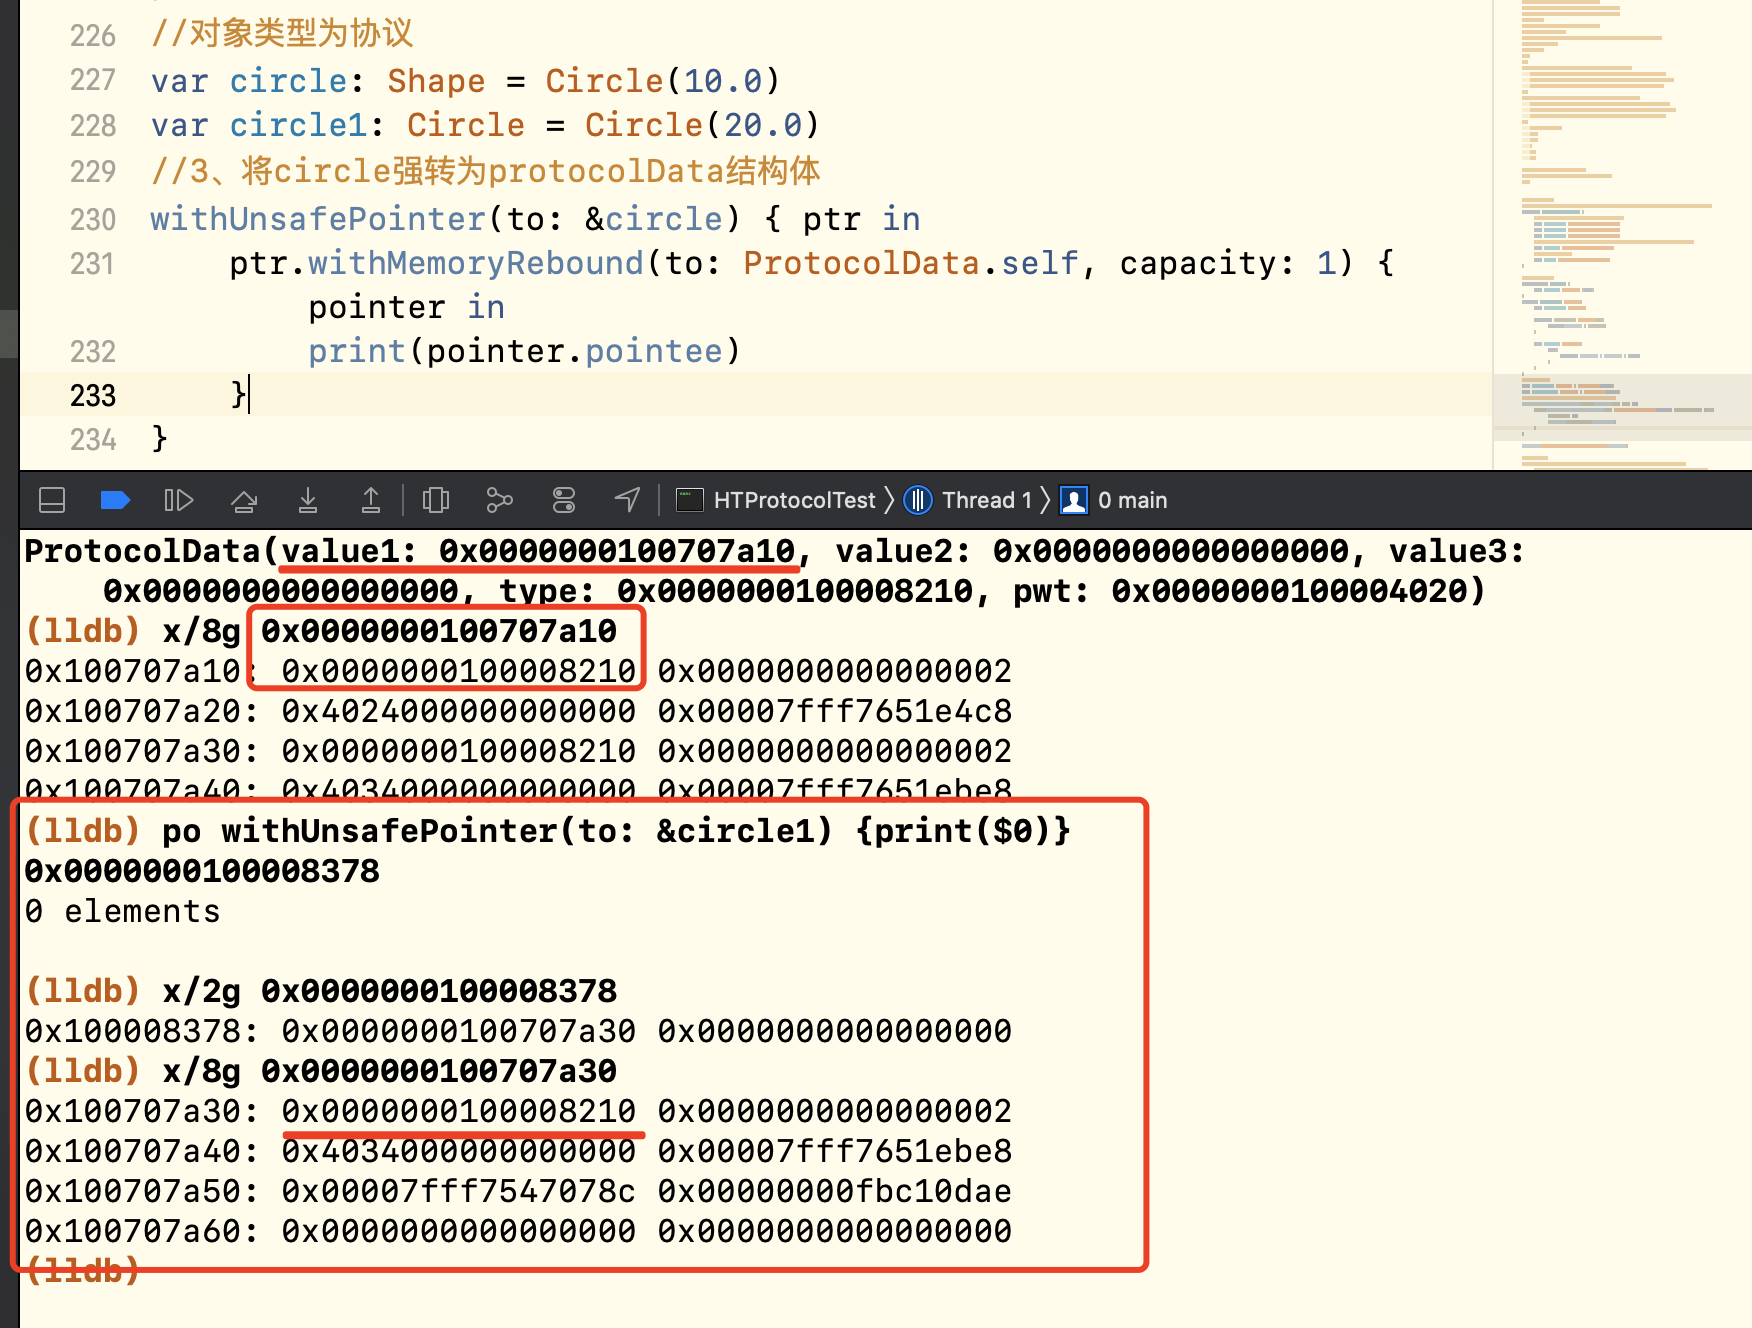 226 //对象类型为协议
227 var circle: Shape = Circle(10.0)
228 var circle1: Circle = Circle(20.0)
229 //3、将circle强转为protocolData结构体
230 withUnsafePointer(to: &circle) { ptr in
231 ptr.withMemoryRebound(to: ProtocolData.self, capacity: 1) {
pointer in
232 print(pointer.pointee)
233 }
234 }
HTProtocolTest Thread 1 0 main
ProtocolData(value1: 0x0000000100707a10, value2: 0x0000000000000000, value3:
0x0000000000000000, type: 0x0000000100008210, pwt: 0x0000000100004020)
(lldb) x/8g 0x0000000100707a10
0x100707a10: 0x0000000100008210 0x0000000000000002
0x100707a20: 0x4024000000000000 0x00007fff7651e4c8
0x100707a30: 0x0000000100008210 0x0000000000000002
0x100707a40: 0x4034000000000000 0x00007fff7651ebe8
(lldb) po withUnsafePointer(to: &circle1) {print($0)}
0x0000000100008378
0 elements
(lldb) x/2g 0x0000000100008378
0x100008378: 0x0000000100707a30 0x0000000000000000
(lldb) x/8g 0x0000000100707a30
0x100707a30: 0x0000000100008210 0x0000000000000002
0x100707a40: 0x4034000000000000 0x00007fff7651ebe8
0x100707a50: 0x00007fff7547078c 0x00000000fbc10dae
0x100707a60: 0x0000000000000000 0x0000000000000000
(lldb)